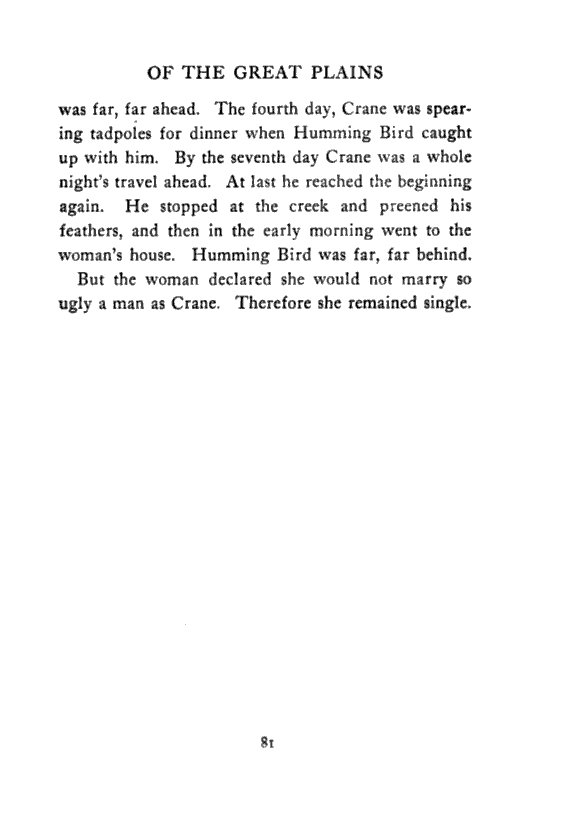 OF THE GREAT PLAINS
was far, far ahead. The fourth day, Crane was spear-
ing tadpoles for dinner when Humming Bird caught
up with him. By the seventh day Crane was a whole
night's travel ahead. At last he reached the beginning
again. He stopped at the creek and preened his
feathers, and then in the early morning went to the
woman's house. Humming Bird was far, far behind.
But the woman declared she would not marry so
ugly a man as Crane. Therefore she remained single.
81